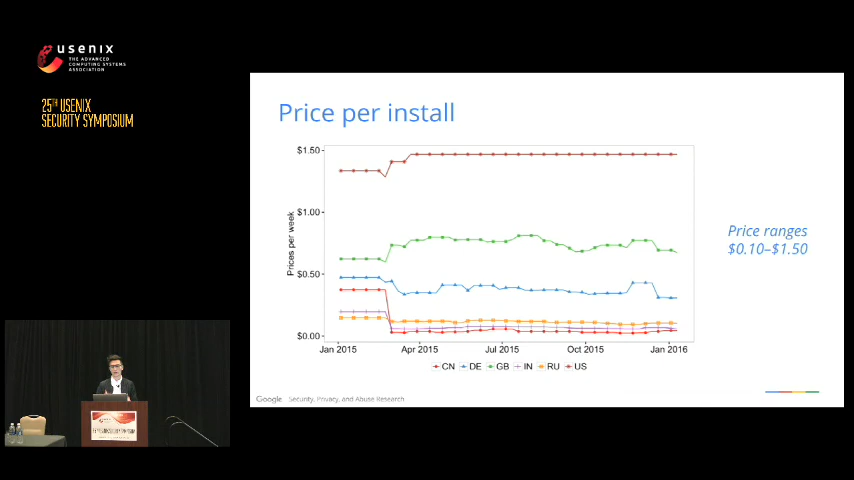 usenix
THE ADVANCED
COMPUTING SYSTEMS
ASSOCIATION
25TH USENIX
SECURITY SYMPOSIUM
Price per install
$1.50
$1.00
$0.50
$0.00
Prices per week
Jan 2015
Apr 2015
Jul 2015
Oct 2015
Jan 2016
CN DE GB IN RU US
Price ranges
$0.10–$1.50
Google Security, Privacy, and Abuse Research